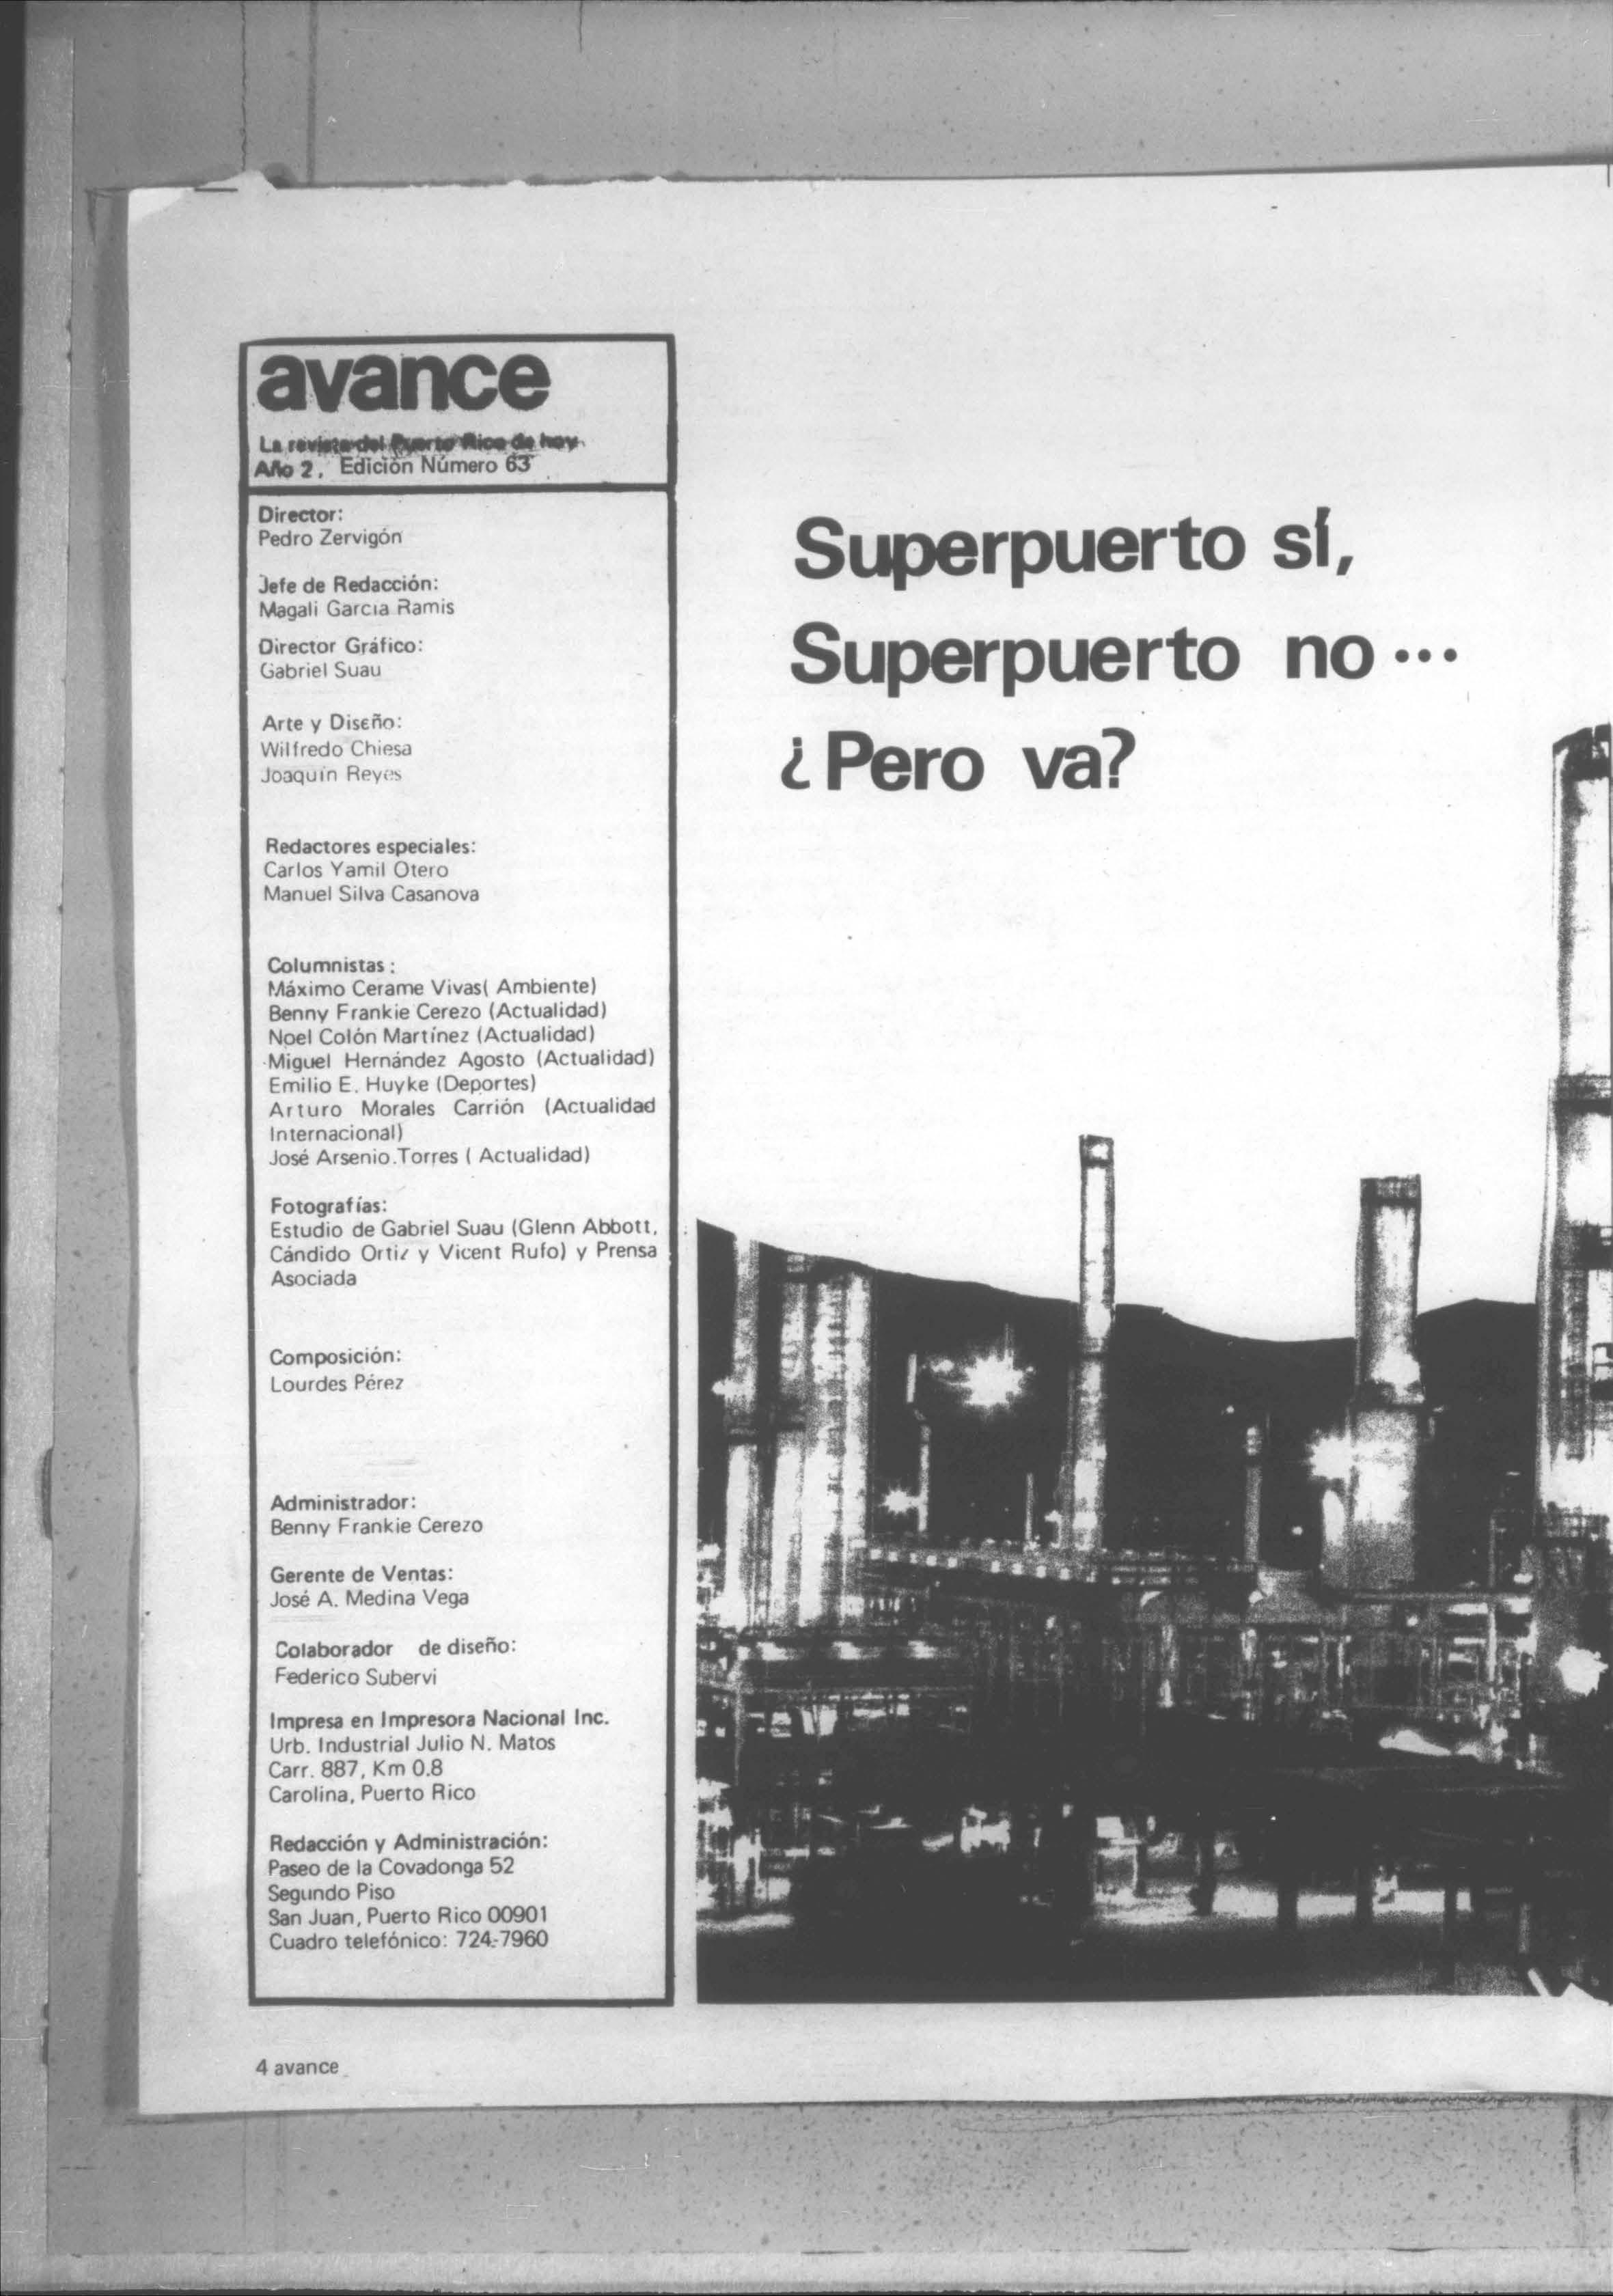 avance
La revista del Puerto Rico de hoy
Año 2, Edición Número 63
Director:
Pedro Zervigón
Jefe de Redacción:
Magali Garcia Ramis
Director Gráfico:
Gabriel Suau
Arte y Diseño:
Wilfredo Chiesa
Joaquín Reyes
Redactores especiales:
Carlos Yamil Otero
Manuel Silva Casanova
Columnistas :
Máximo Cerame Vivas( Ambiente)
Benny Frankie Cerezo (Actualidad)
Noel Colón Martínez (Actualidad)
Miguel Hernández Agosto (Actualidad)
Emilio E. Huyke (Deportes)
Arturo Morales Carrión (Actualidad
Internacional)
José Arsenio.Torres ( Actualidad)
Fotografías:
Estudio de Gabriel Suau (Glenn Abbott,
Cándido Ortiz y Vicent Rufo) y Prensa
Asociada
Composición:
Lourdes Pérez
Administrador:
Benny Frankie Cerezo
Gerente de Ventas:
José A. Medina Vega
Colaborador de diseño:
Federico Subervi
Impresa en Impresora Nacional Inc.
Urb. Industrial Julio N. Matos
Carr. 887, Km 0.8
Carolina, Puerto Rico
Redacción y Administración:
Paseo de la Covadonga 52
Segundo Piso
San Juan, Puerto Rico 00901
Cuadro telefónico: 724-7960
Superpuerto sí,
Superpuerto no ...
¿Pero va?
4 avance